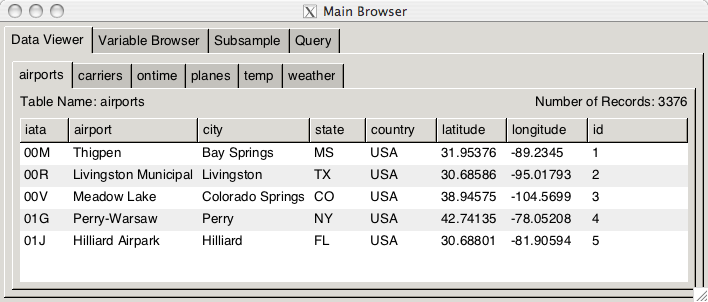 Main Browser
Data Viewer Variable Browser Subsample Query
airports carriers ontime planes temp weather
Table Name: airports Number of Records: 3376
iata airport city state country latitude longitude id
00M Thigpen Bay Springs MS USA 31.95376 -89.2345 1
00R Livingston Municipal Livingston TX USA 30.68586 -95.01793 2
00V Meadow Lake Colorado Springs CO USA 38.94575 -104.5699 3
01G Perry-Warsaw Perry NY USA 42.74135 -78.05208 4
01J Hilliard Airpark Hilliard FL USA 30.68801 -81.90594 5